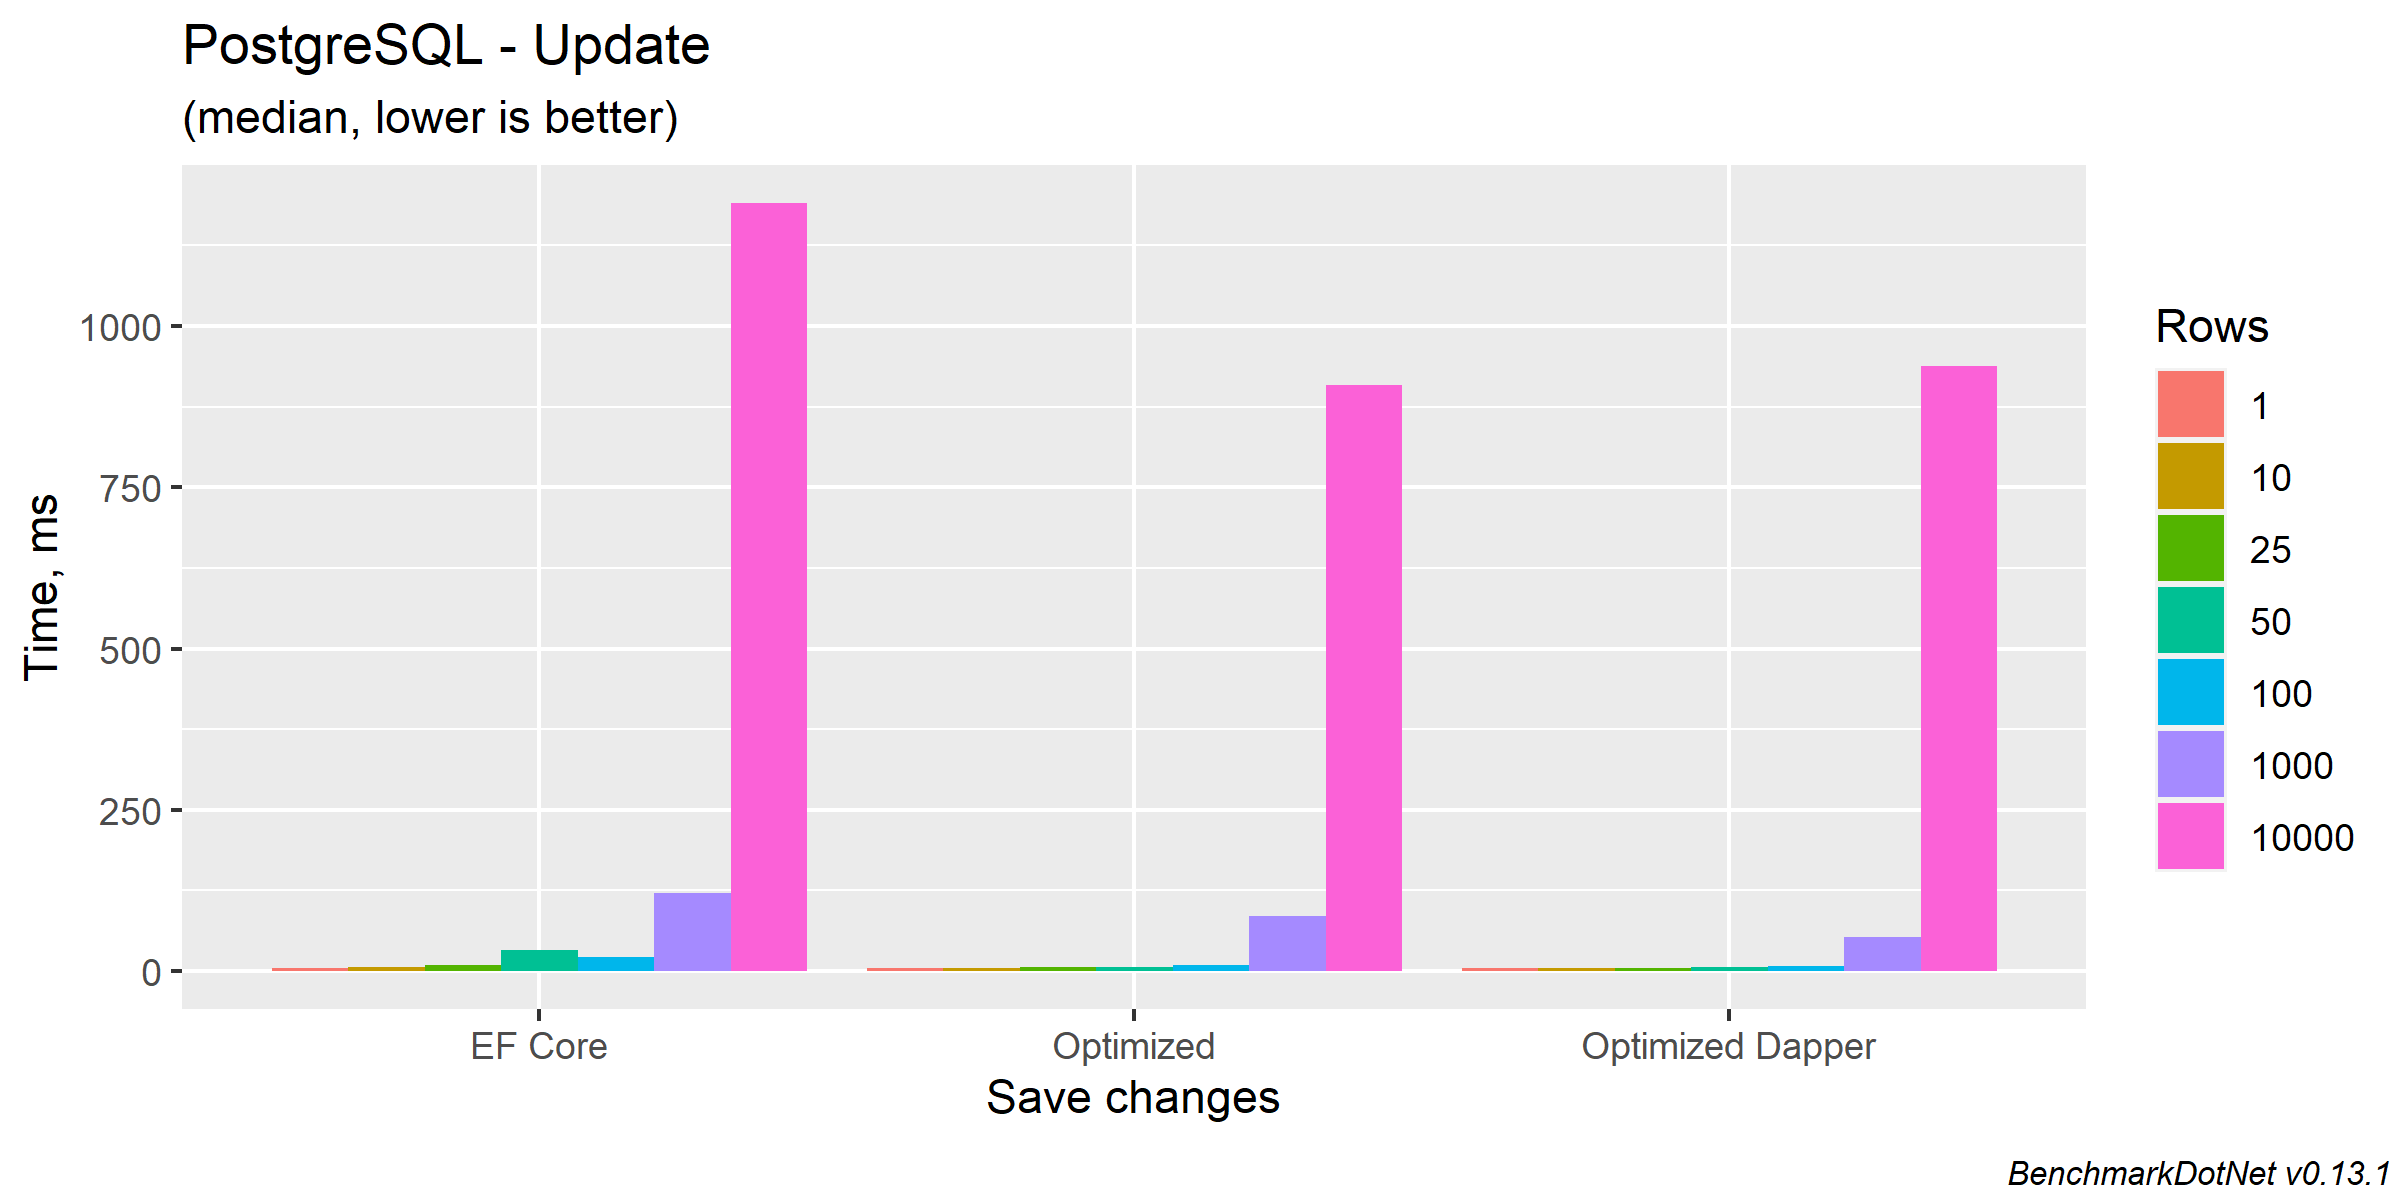 PostgreSQL - Update
(median, lower is better)
Time, ms
1000
750
500
250
0
EF Core
Optimized
Optimized Dapper
Save changes
Rows
1
10
25
50
100
1000
10000
BenchmarkDotNet v0.13.1